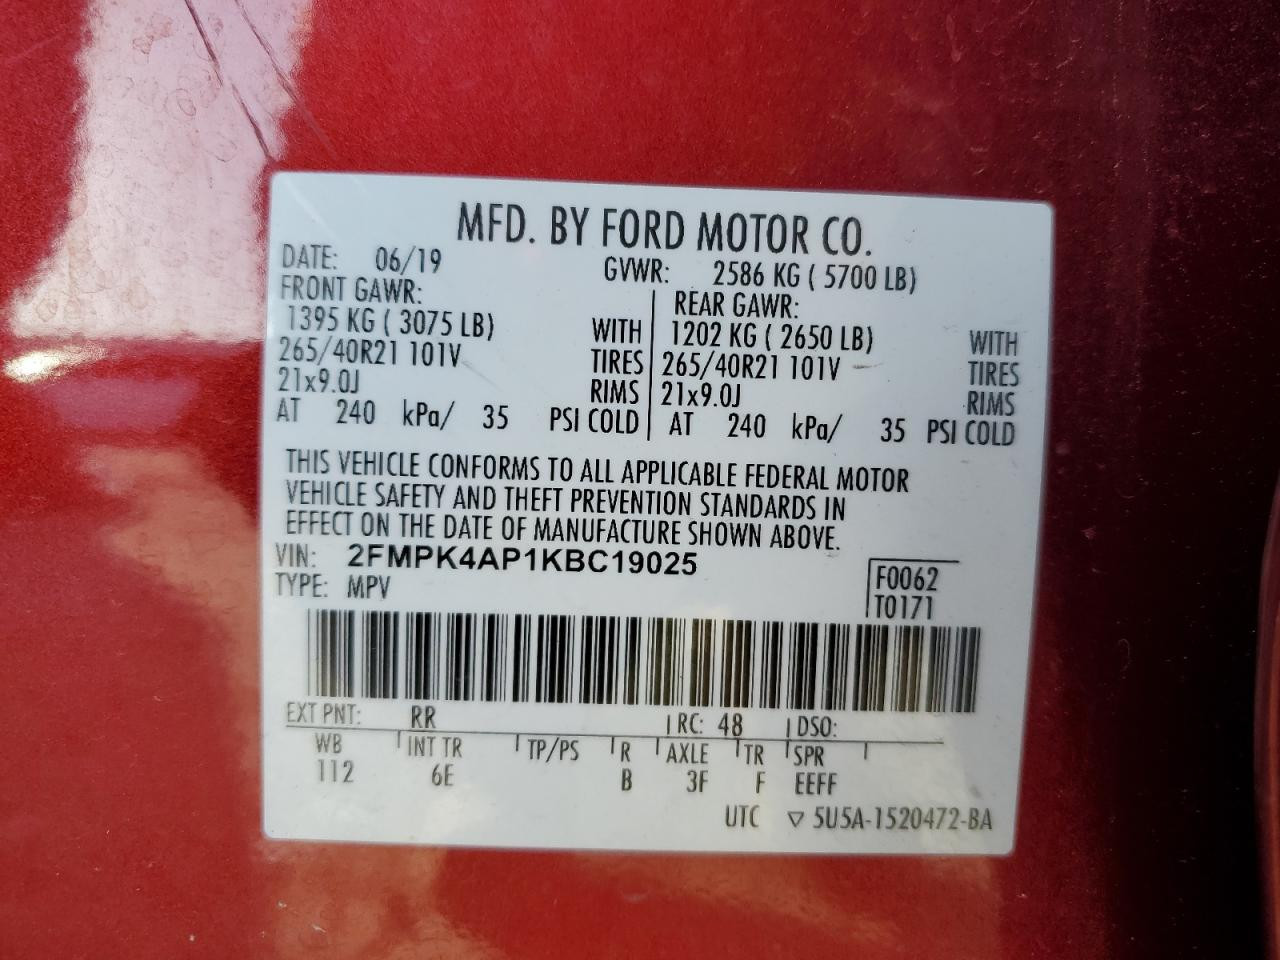 MFD. BY FORD MOTOR CO.
DATE: 06/19 GVWR: 2586 KG ( 5700 LB)
FRONT GAWR:
1395 KG ( 3075 LB) WITH
265/40R21 101V TIRES
21x9.0J RIMS
AT 240 kPa/ 35 PSI COLD
REAR GAWR:
1202 KG ( 2650 LB) WITH
265/40R21 101V TIRES
21x9.0J RIMS
AT 240 kPa/ 35 PSI COLD
THIS VEHICLE CONFORMS TO ALL APPLICABLE FEDERAL MOTOR
VEHICLE SAFETY AND THEFT PREVENTION STANDARDS IN
EFFECT ON THE DATE OF MANUFACTURE SHOWN ABOVE.
VIN: 2FMPK4AP1KBC19025
TYPE: MPV
F0062
T0171
EXT PNT: RR RC: 48 DSO:
WB INT TR TP/PS R AXLE TR SPR
112 6E B 3F F EEFF
UTC ▽ 5U5A-1520472-BA